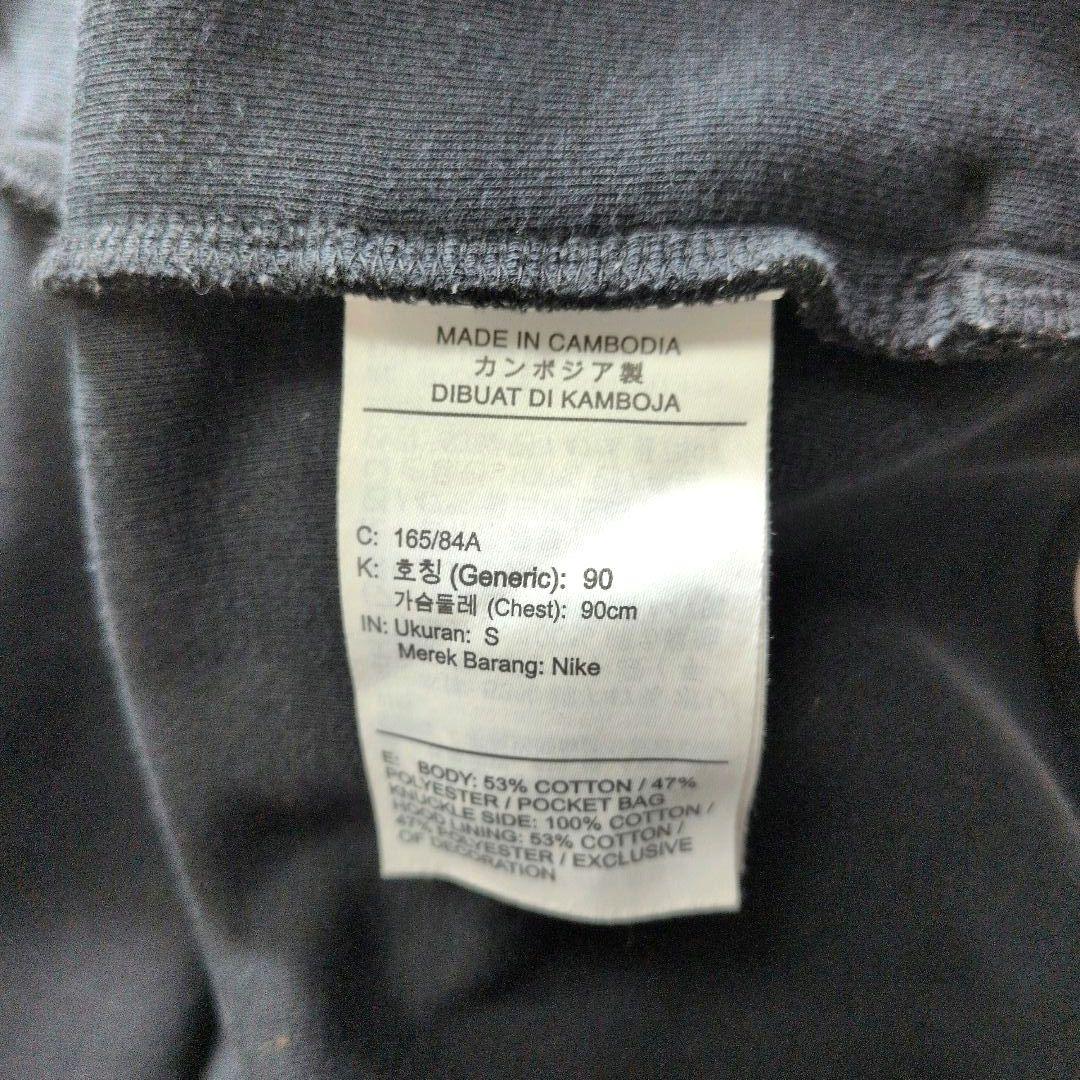 MADE IN CAMBODIA
カンボジア製
DIBUAT DI KAMBOJA
C: 165/84A
K: 호칭 (Generic): 90
가슴둘레 (Chest): 90cm
IN: Ukuran: S
Merek Barang: Nike
E: BODY: 53% COTTON / 47%
POLYESTER / POCKET BAG
KNUCKLE SIDE: 100% COTTON /
HOOD LINING: 53% COTTON /
47% POLYESTER / EXCLUSIVE
OF DECORATION